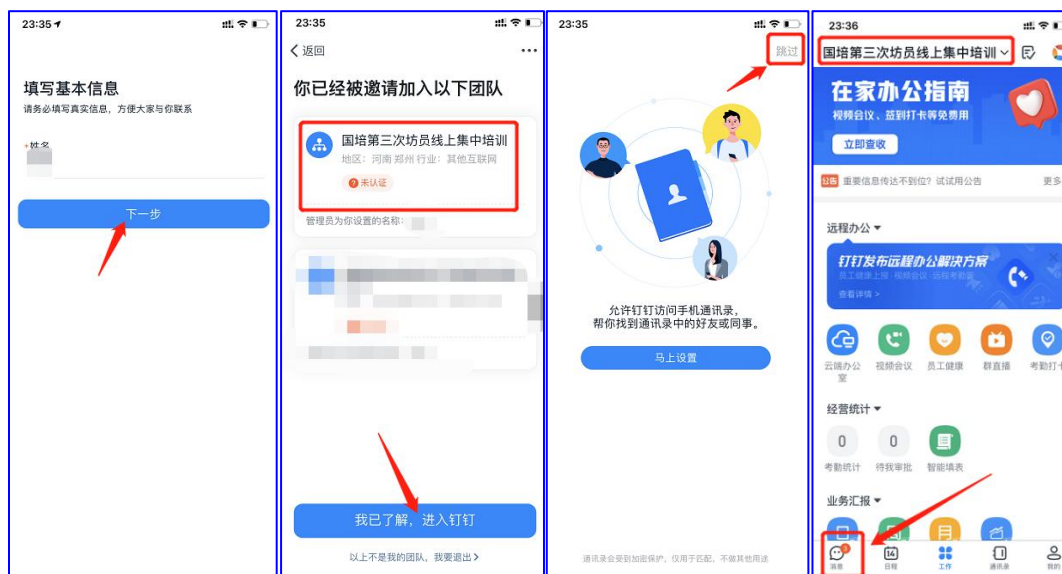 23:35
填写基本信息
请务必填写真实信息，方便大家与你联系
*姓名
下一步
23:35
返回
你已经被邀请加入以下团队
国培第三次坊员线上集中培训
地区：河南 郑州 行业：其他互联网
未认证
管理员为你设置的名称：
我已了解，进入钉钉
以上不是我的团队，我要退出
23:35
跳过
允许钉钉访问手机通讯录，
帮你找到通讯录中的好友或同事。
马上设置
通讯录会受到加密保护，仅用于匹配，不做其他用途
23:36
国培第三次坊员线上集中培训
在家办公指南
视频会议、签到打卡等免费用
立即查收
公告 重要信息传达不到位？试试用公告 更多
远程办公
钉钉发布远程办公解决方案
员工健康上报 视频会议 远程考勤
查看详情 >
云端办公室 视频会议 员工健康 群直播 考勤打卡
经营统计
0 0
考勤统计 待我审批 智能填表
业务汇报
14
消息 日程 工作 通讯录 我的